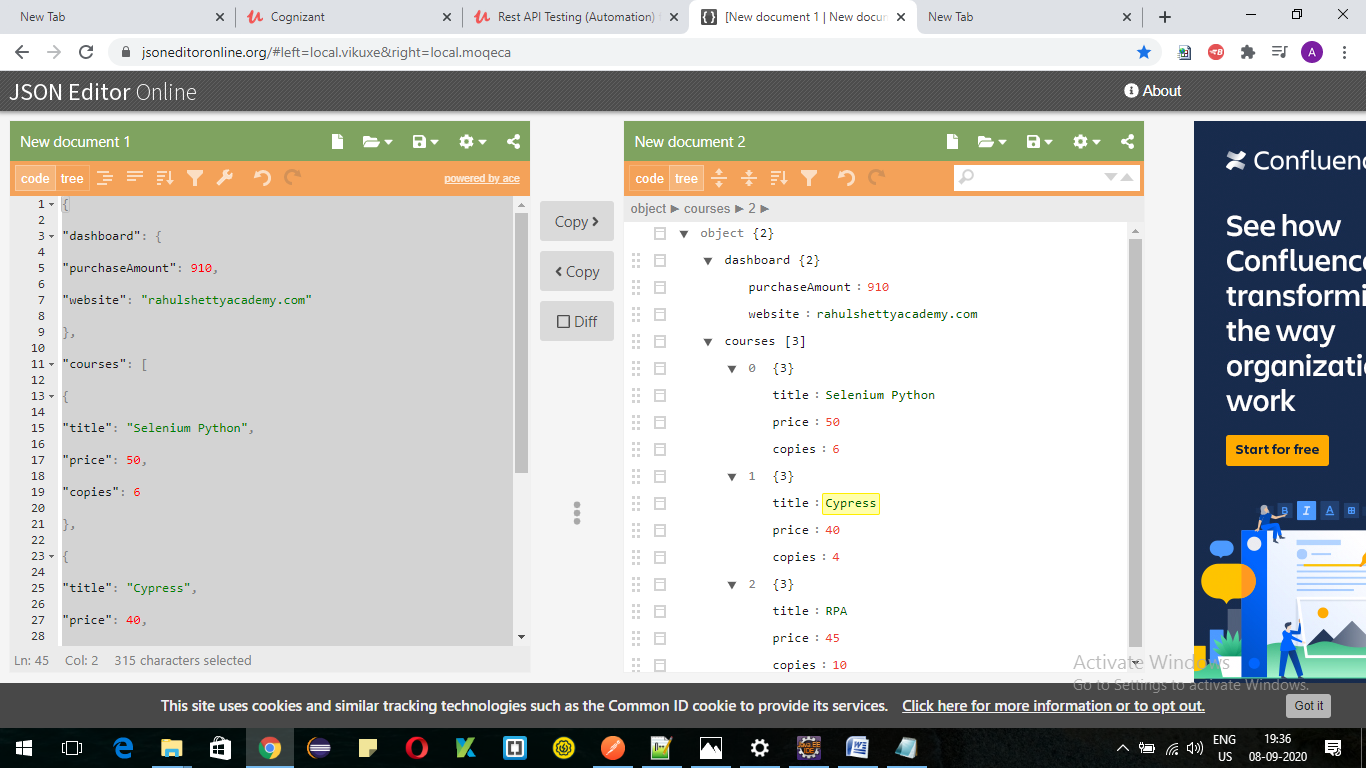 New Tab
Cognizant
Rest API Testing (Automation)
[New document 1 | New docun
New Tab
jsoneditoronline.org/#left=local.vikuxe&right=local.moqeca
A
JSON Editor Online
About
New document 1
code tree
powered by ace
1 {
2
3 "dashboard": {
4
5 "purchaseAmount": 910,
6
7 "website": "rahulshettyacademy.com"
8
9 },
10
11 "courses": [
12
13 {
14
15 "title": "Selenium Python",
16
17 "price": 50,
18
19 "copies": 6
20
21 },
22
23 {
24
25 "title": "Cypress",
26
27 "price": 40,
28
Ln: 45 Col: 2 315 characters selected
Copy >
< Copy
Diff
New document 2
code tree
object ▶ courses ▶ 2 ▶
object {2}
dashboard {2}
purchaseAmount : 910
website : rahulshettyacademy.com
courses [3]
0 {3}
title : Selenium Python
price : 50
copies : 6
1 {3}
title : Cypress
price : 40
copies : 4
2 {3}
title : RPA
price : 45
copies : 10
Confluenc
See how
Confluenc
transformi
the way
organizati
work
Start for free
B I A
Activate Windows
Go to Settings to activate Windows.
This site uses cookies and similar tracking technologies such as the Common ID cookie to provide its services. Click here for more information or to opt out.
Got it
ENG
US
19:36
08-09-2020